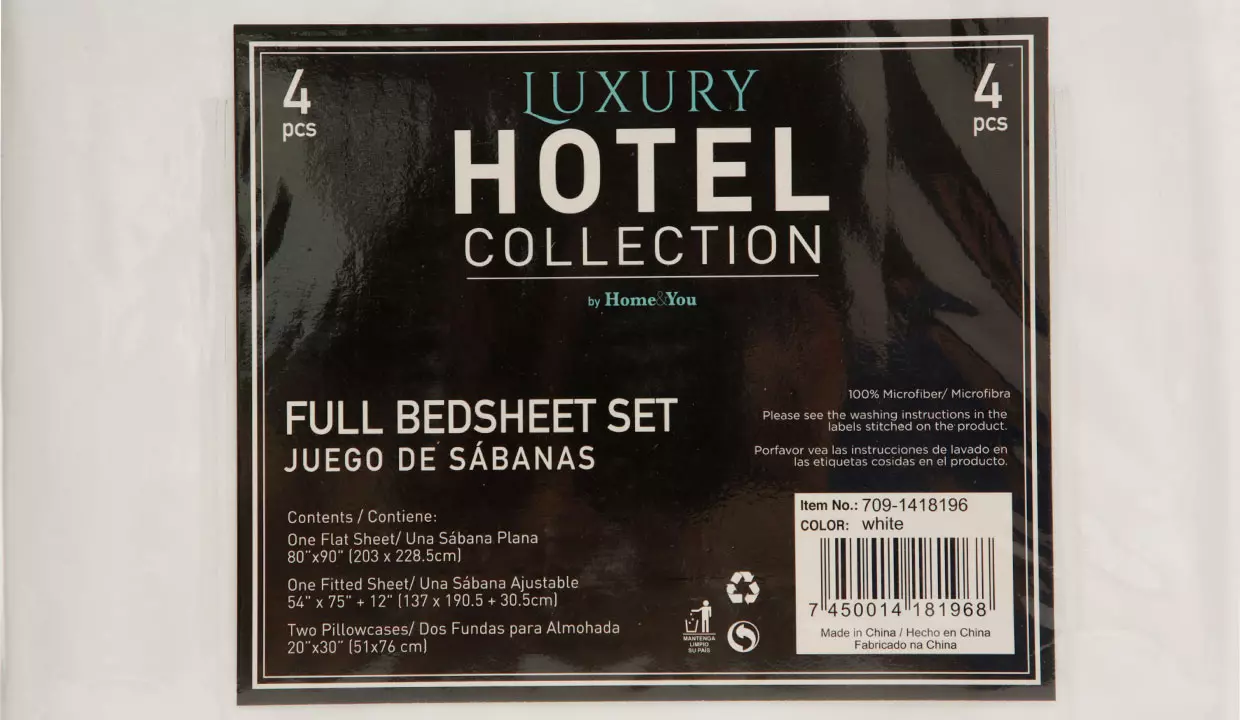 4
pcs
LUXURY
4
pcs
HOTEL
COLLECTION
by Home&You
100% Microfiber/ Microfibra
Please see the washing instructions in the
labels stitched on the product.
Porfavor vea las instrucciones de lavado en
las etiquetas cosidas en el producto.
FULL BEDSHEET SET
JUEGO DE SÁBANAS
Contents / Contiene:
One Flat Sheet/ Una Sábana Plana
80"x90" (203 x 228.5cm)
One Fitted Sheet/ Una Sábana Ajustable
54" x 75" + 12" (137 x 190.5 + 30.5cm)
Two Pillowcases/ Dos Fundas para Almohada
20"x30" (51x76 cm)
MANTENGA
LIMPIO
SU PAÍS
Item No.: 709-1418196
COLOR: white
7 450014 181968
Made in China / Hecho en China
Fabricado na China